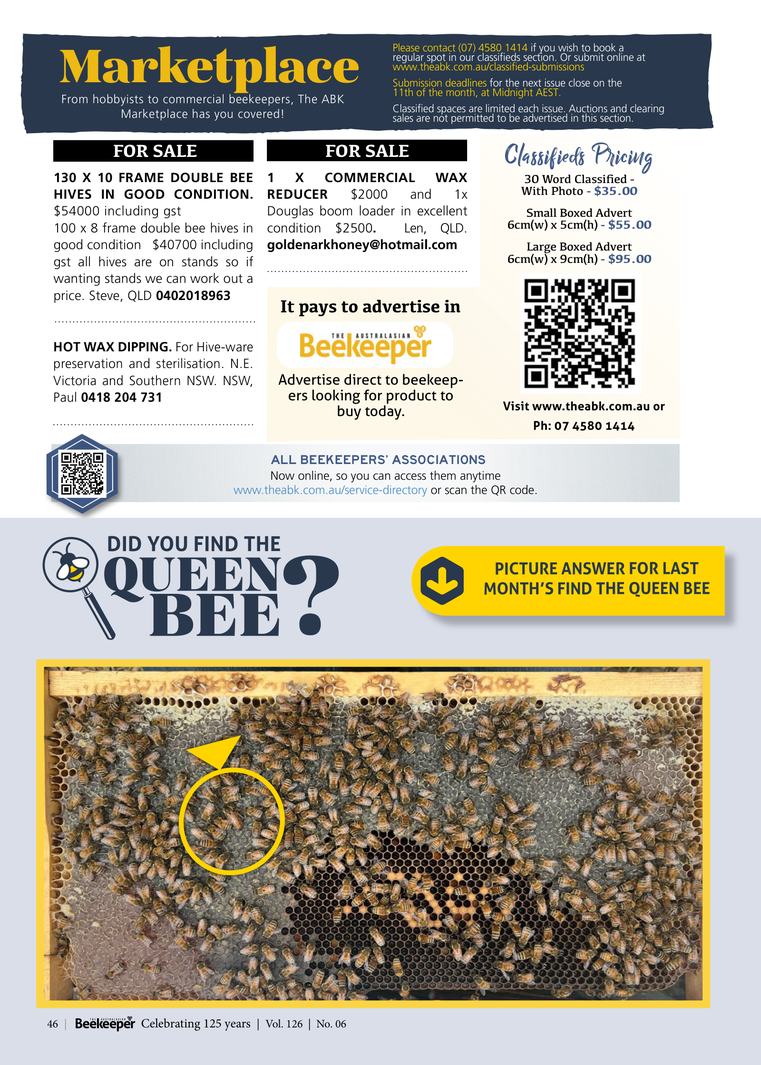 Marketplace
From hobbyists to commercial beekeepers, The ABK
Marketplace has you covered!
Please contact (07) 4580 1414 if you wish to book a
regular spot in our classifieds section. Or submit online at
www.theabk.com.au/classified-submissions
Submission deadlines for the next issue close on the
11th of the month, at Midnight AEST.
Classified spaces are limited each issue. Auctions and clearing
sales are not permitted to be advertised in this section.
FOR SALE
130 X 10 FRAME DOUBLE BEE
HIVES IN GOOD CONDITION.
$54000 including gst
100 x 8 frame double bee hives in
good condition $40700 including
gst all hives are on stands so if
wanting stands we can work out a
price. Steve, QLD 0402018963
HOT WAX DIPPING. For Hive-ware
preservation and sterilisation. N.E.
Victoria and Southern NSW. NSW,
Paul 0418 204 731
FOR SALE
1 X COMMERCIAL WAX
REDUCER $2000 and 1x
Douglas boom loader in excellent
condition $2500. Len, QLD.
goldenarkhoney@hotmail.com
It pays to advertise in
THE AUSTRALASIAN
Beekeeper
Advertise direct to beekeep-
ers looking for product to
buy today.
Classifieds Pricing
30 Word Classified -
With Photo - $35.00
Small Boxed Advert
6cm(w) x 5cm(h) - $55.00
Large Boxed Advert
6cm(w) x 9cm(h) - $95.00
Visit www.theabk.com.au or
Ph: 07 4580 1414
ALL BEEKEEPERS' ASSOCIATIONS
Now online, so you can access them anytime
www.theabk.com.au/service-directory or scan the QR code.
DID YOU FIND THE
QUEEN
BEE?
PICTURE ANSWER FOR LAST
MONTH'S FIND THE QUEEN BEE
46 | THE AUSTRALASIAN Beekeeper Celebrating 125 years | Vol. 126 | No. 06